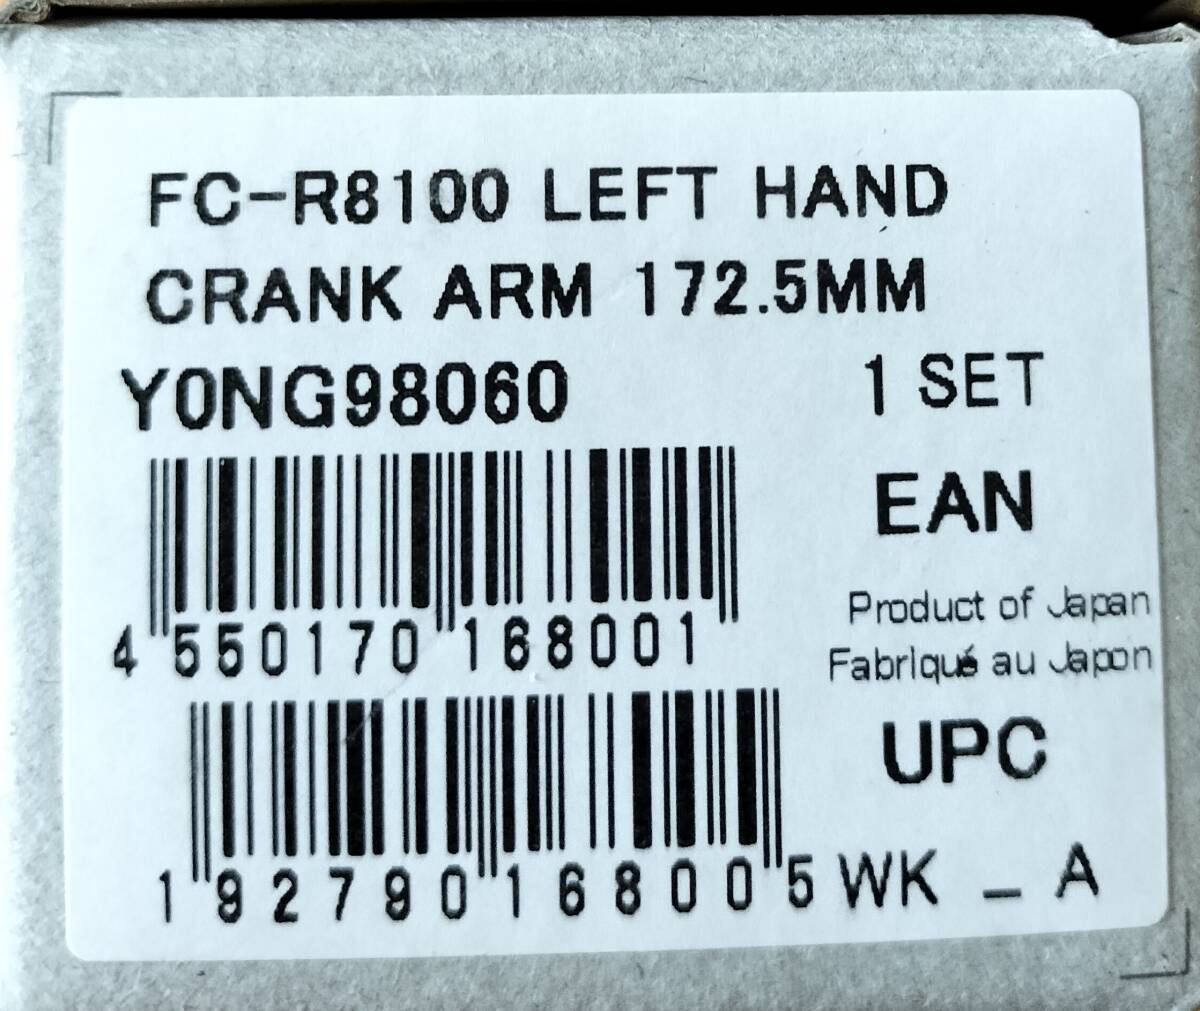 FC-R8100 LEFT HAND
CRANK ARM 172.5MM
Y0NG98060 1 SET
EAN
4 550170 168001
Product of Japan
Fabriqué au Japon
UPC
1 92790 16800 5 WK _ A